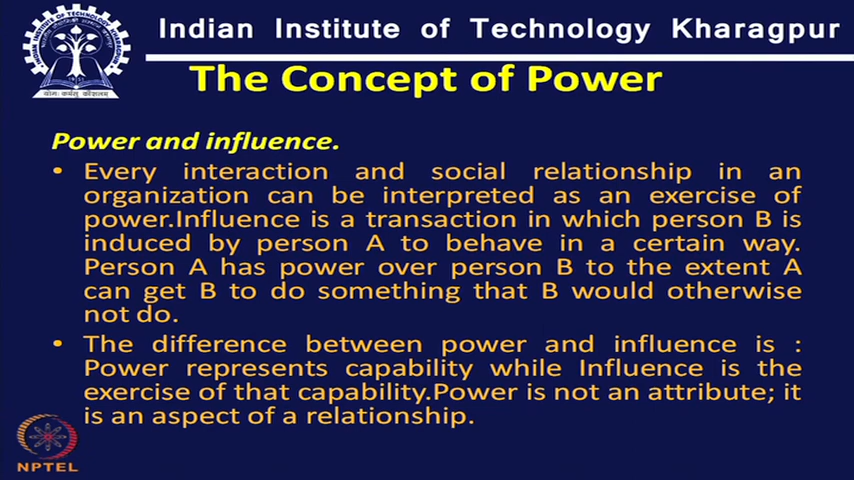 Indian Institute of Technology Kharagpur
The Concept of Power
Power and influence.
• Every interaction and social relationship in an
organization can be interpreted as an exercise of
power.Influence is a transaction in which person B is
induced by person A to behave in a certain way.
Person A has power over person B to the extent A
can get B to do something that B would otherwise
not do.
• The difference between power and influence is :
Power represents capability while Influence is the
exercise of that capability.Power is not an attribute; it
is an aspect of a relationship.
NPTEL